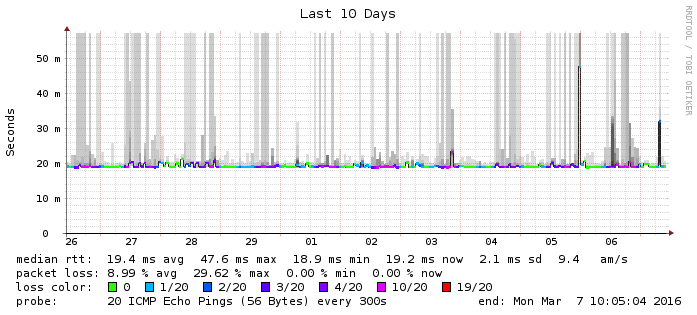 Last 10 Days
RRDTOOL / TOBI OETIKER
Seconds
50 m
40 m
30 m
20 m
10 m
0
26 27 28 29 01 02 03 04 05 06
median rtt: 19.4 ms avg 47.6 ms max 18.9 ms min 19.2 ms now 2.1 ms sd 9.4 am/s
packet loss: 8.99 % avg 29.62 % max 0.00 % min 0.00 % now
loss color: 0 1/20 2/20 3/20 4/20 10/20 19/20
probe: 20 ICMP Echo Pings (56 Bytes) every 300s end: Mon Mar 7 10:05:04 2016